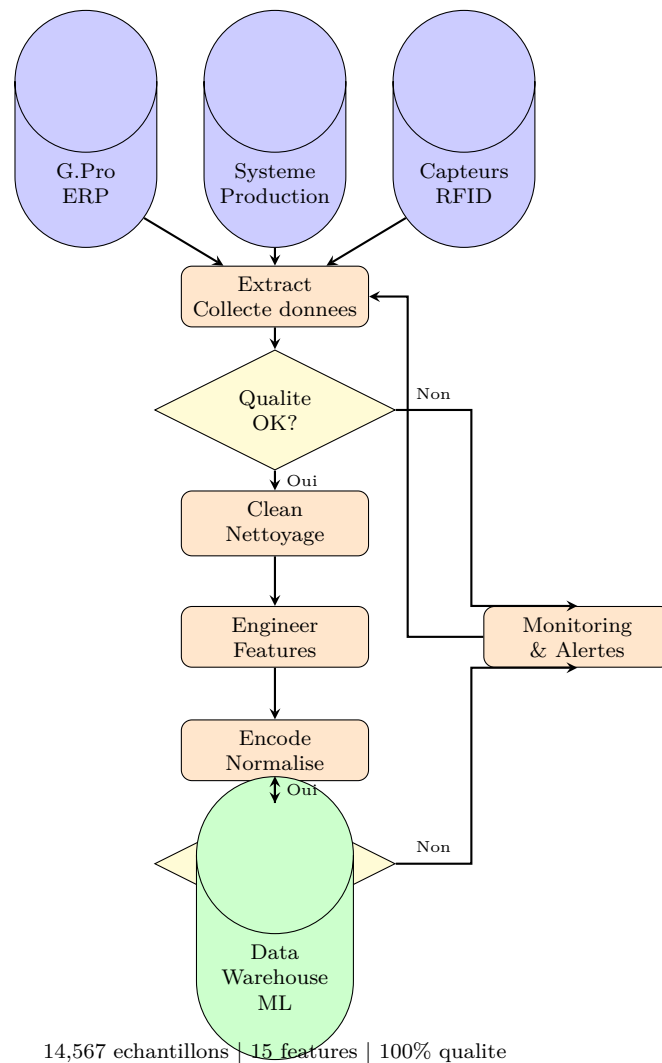 G.Pro
ERP
Systeme
Production
Capteurs
RFID
Extract
Collecte donnees
Qualite
OK?
Non
Oui
Clean
Nettoyage
Engineer
Features
Monitoring
& Alertes
Encode
Normalise
Oui
Non
Data
Warehouse
ML
14,567 echantillons | 15 features | 100% qualite